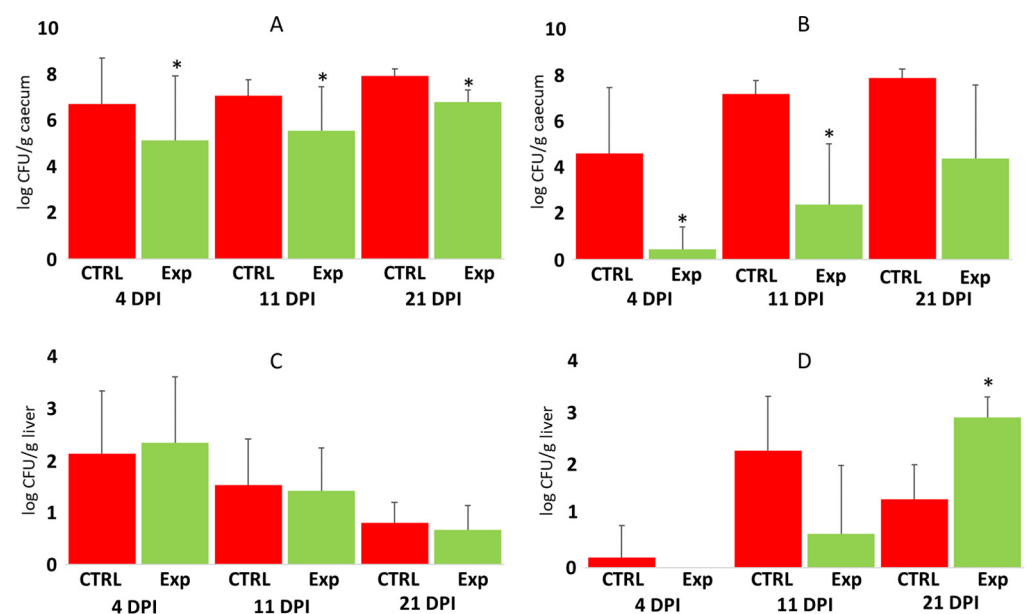 A
10
8
6
4
2
0
log CFU/g caecum
* * *
CTRL Exp CTRL Exp CTRL Exp
4 DPI 11 DPI 21 DPI
B
10
8
6
4
2
0
log CFU/g caecum
* *
CTRL Exp CTRL Exp CTRL Exp
4 DPI 11 DPI 21 DPI
C
4
3
2
1
0
log CFU/g liver
CTRL Exp CTRL Exp CTRL Exp
4 DPI 11 DPI 21 DPI
D
4
3
2
1
0
log CFU/g liver
*
CTRL Exp CTRL Exp CTRL Exp
4 DPI 11 DPI 21 DPI